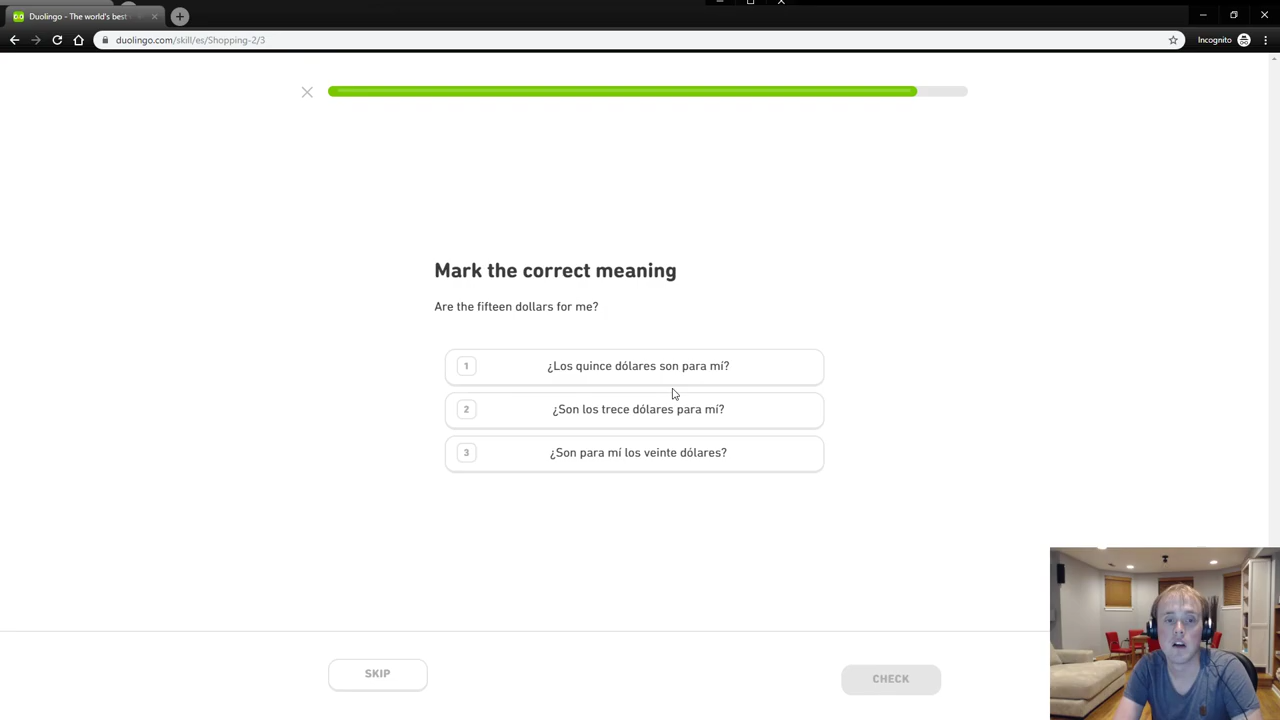 Duolingo - The world's best
duolingo.com/skill/es/Shopping-2/3
Incognito
Mark the correct meaning
Are the fifteen dollars for me?
1 ¿Los quince dólares son para mí?
2 ¿Son los trece dólares para mí?
3 ¿Son para mí los veinte dólares?
SKIP
CHECK